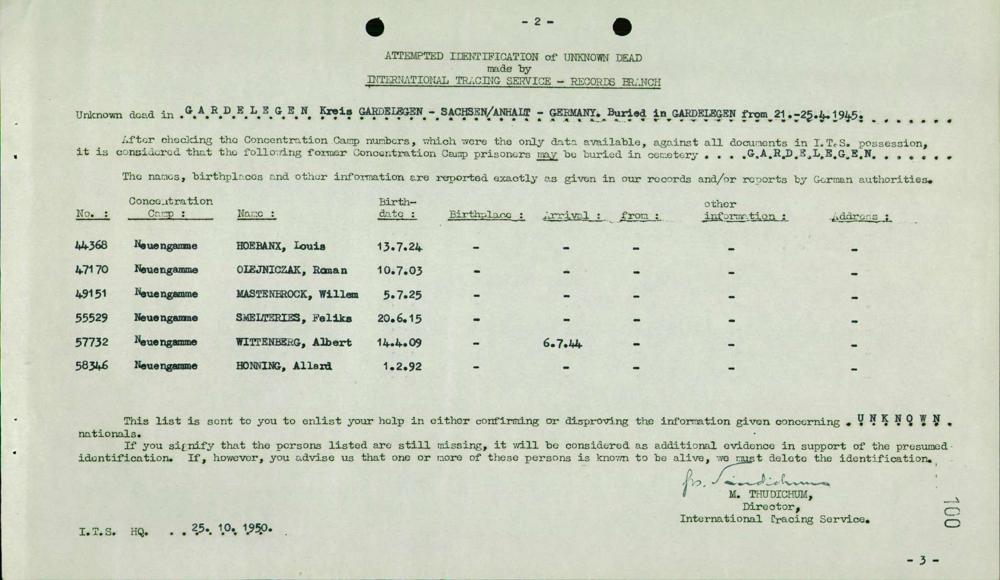 - 2 -
ATTEMPTED IDENTIFICATION of UNKNOWN DEAD
made by
INTERNATIONAL TRACING SERVICE - RECORDS BRANCH
Unknown dead in . G A R D E L E G E N Kreis GARDELEGEN - SACHSEN/ANHALT - GERMANY. Buried in GARDELEGEN from 21.-25.4.1945. . . . . . .
After checking the Concentration Camp numbers, which were the only data available, against all documents in I.T.S. possession,
it is considered that the following former Concentration Camp prisoners may be buried in cemetery . . . . G.A.R.D.E.L.E.G.E.N. . . . . . .
The names, birthplaces and other information are reported exactly as given in our records and/or reports by German authorities.
No. : Concentration Camp : Name : Birth-date : Birthplace : Arrival : from : other information : Address :
44368 Neuengamme HOEBANX, Louis 13.7.24 - - - - -
47170 Neuengamme OLEJNICZAK, Roman 10.7.03 - - - - -
49151 Neuengamme MASTENBROCK, Willem 5.7.25 - - - - -
55529 Neuengamme SMELTERIES, Feliks 20.6.15 - - - - -
57732 Neuengamme WITTENBERG, Albert 14.4.09 - 6.7.44 - - -
58346 Neuengamme HONNING, Allard 1.2.92 - - - - -
This list is sent to you to enlist your help in either confirming or disproving the information given concerning . U N K N O W N .
nationals.
If you signify that the persons listed are still missing, it will be considered as additional evidence in support of the presumed
identification. If, however, you advise us that one or more of these persons is known to be alive, we must delete the identification.
M. THUDICHUM,
Director,
International Tracing Service.
I.T.S. HQ. . . 25. 10. 1950.
100
- 3 -